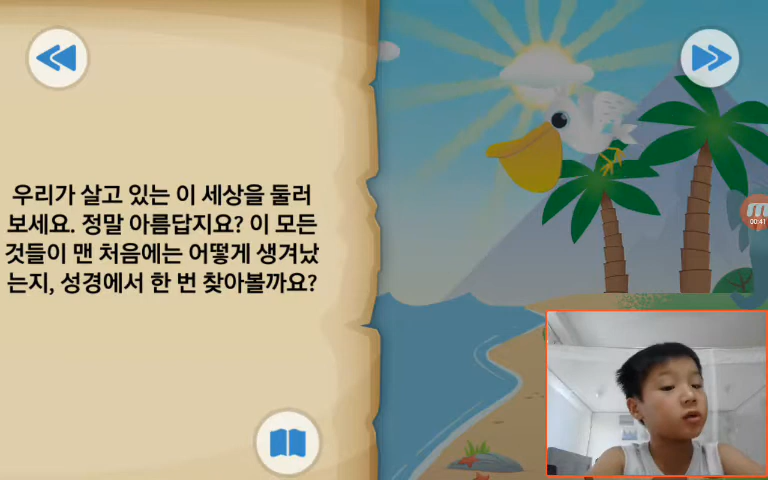 우리가 살고 있는 이 세상을 둘러
보세요. 정말 아름답지요? 이 모든
것들이 맨 처음에는 어떻게 생겨났
는지, 성경에서 한 번 찾아볼까요?
00:41